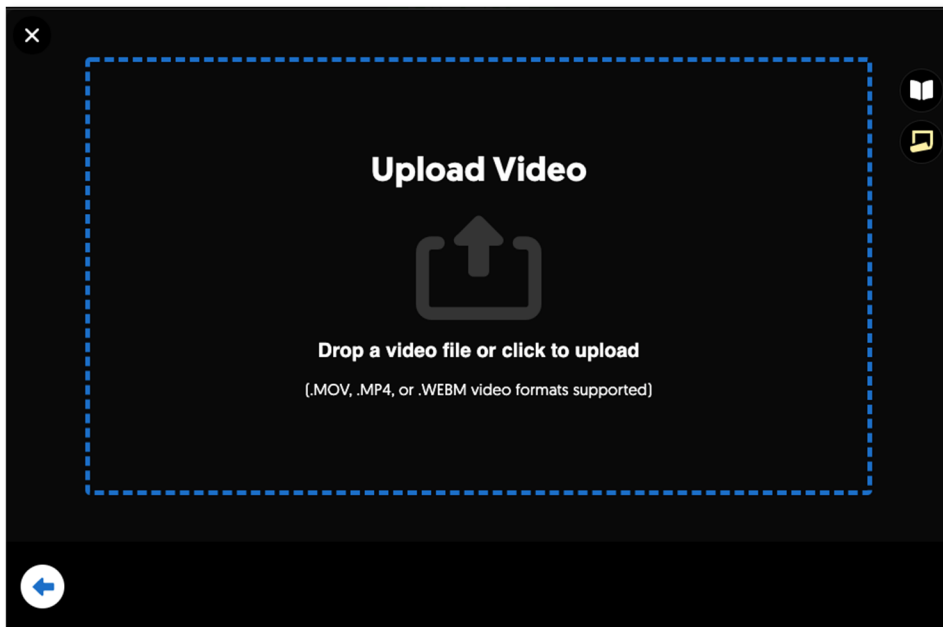 Upload Video
Drop a video file or click to upload
(.MOV, .MP4, or .WEBM video formats supported)